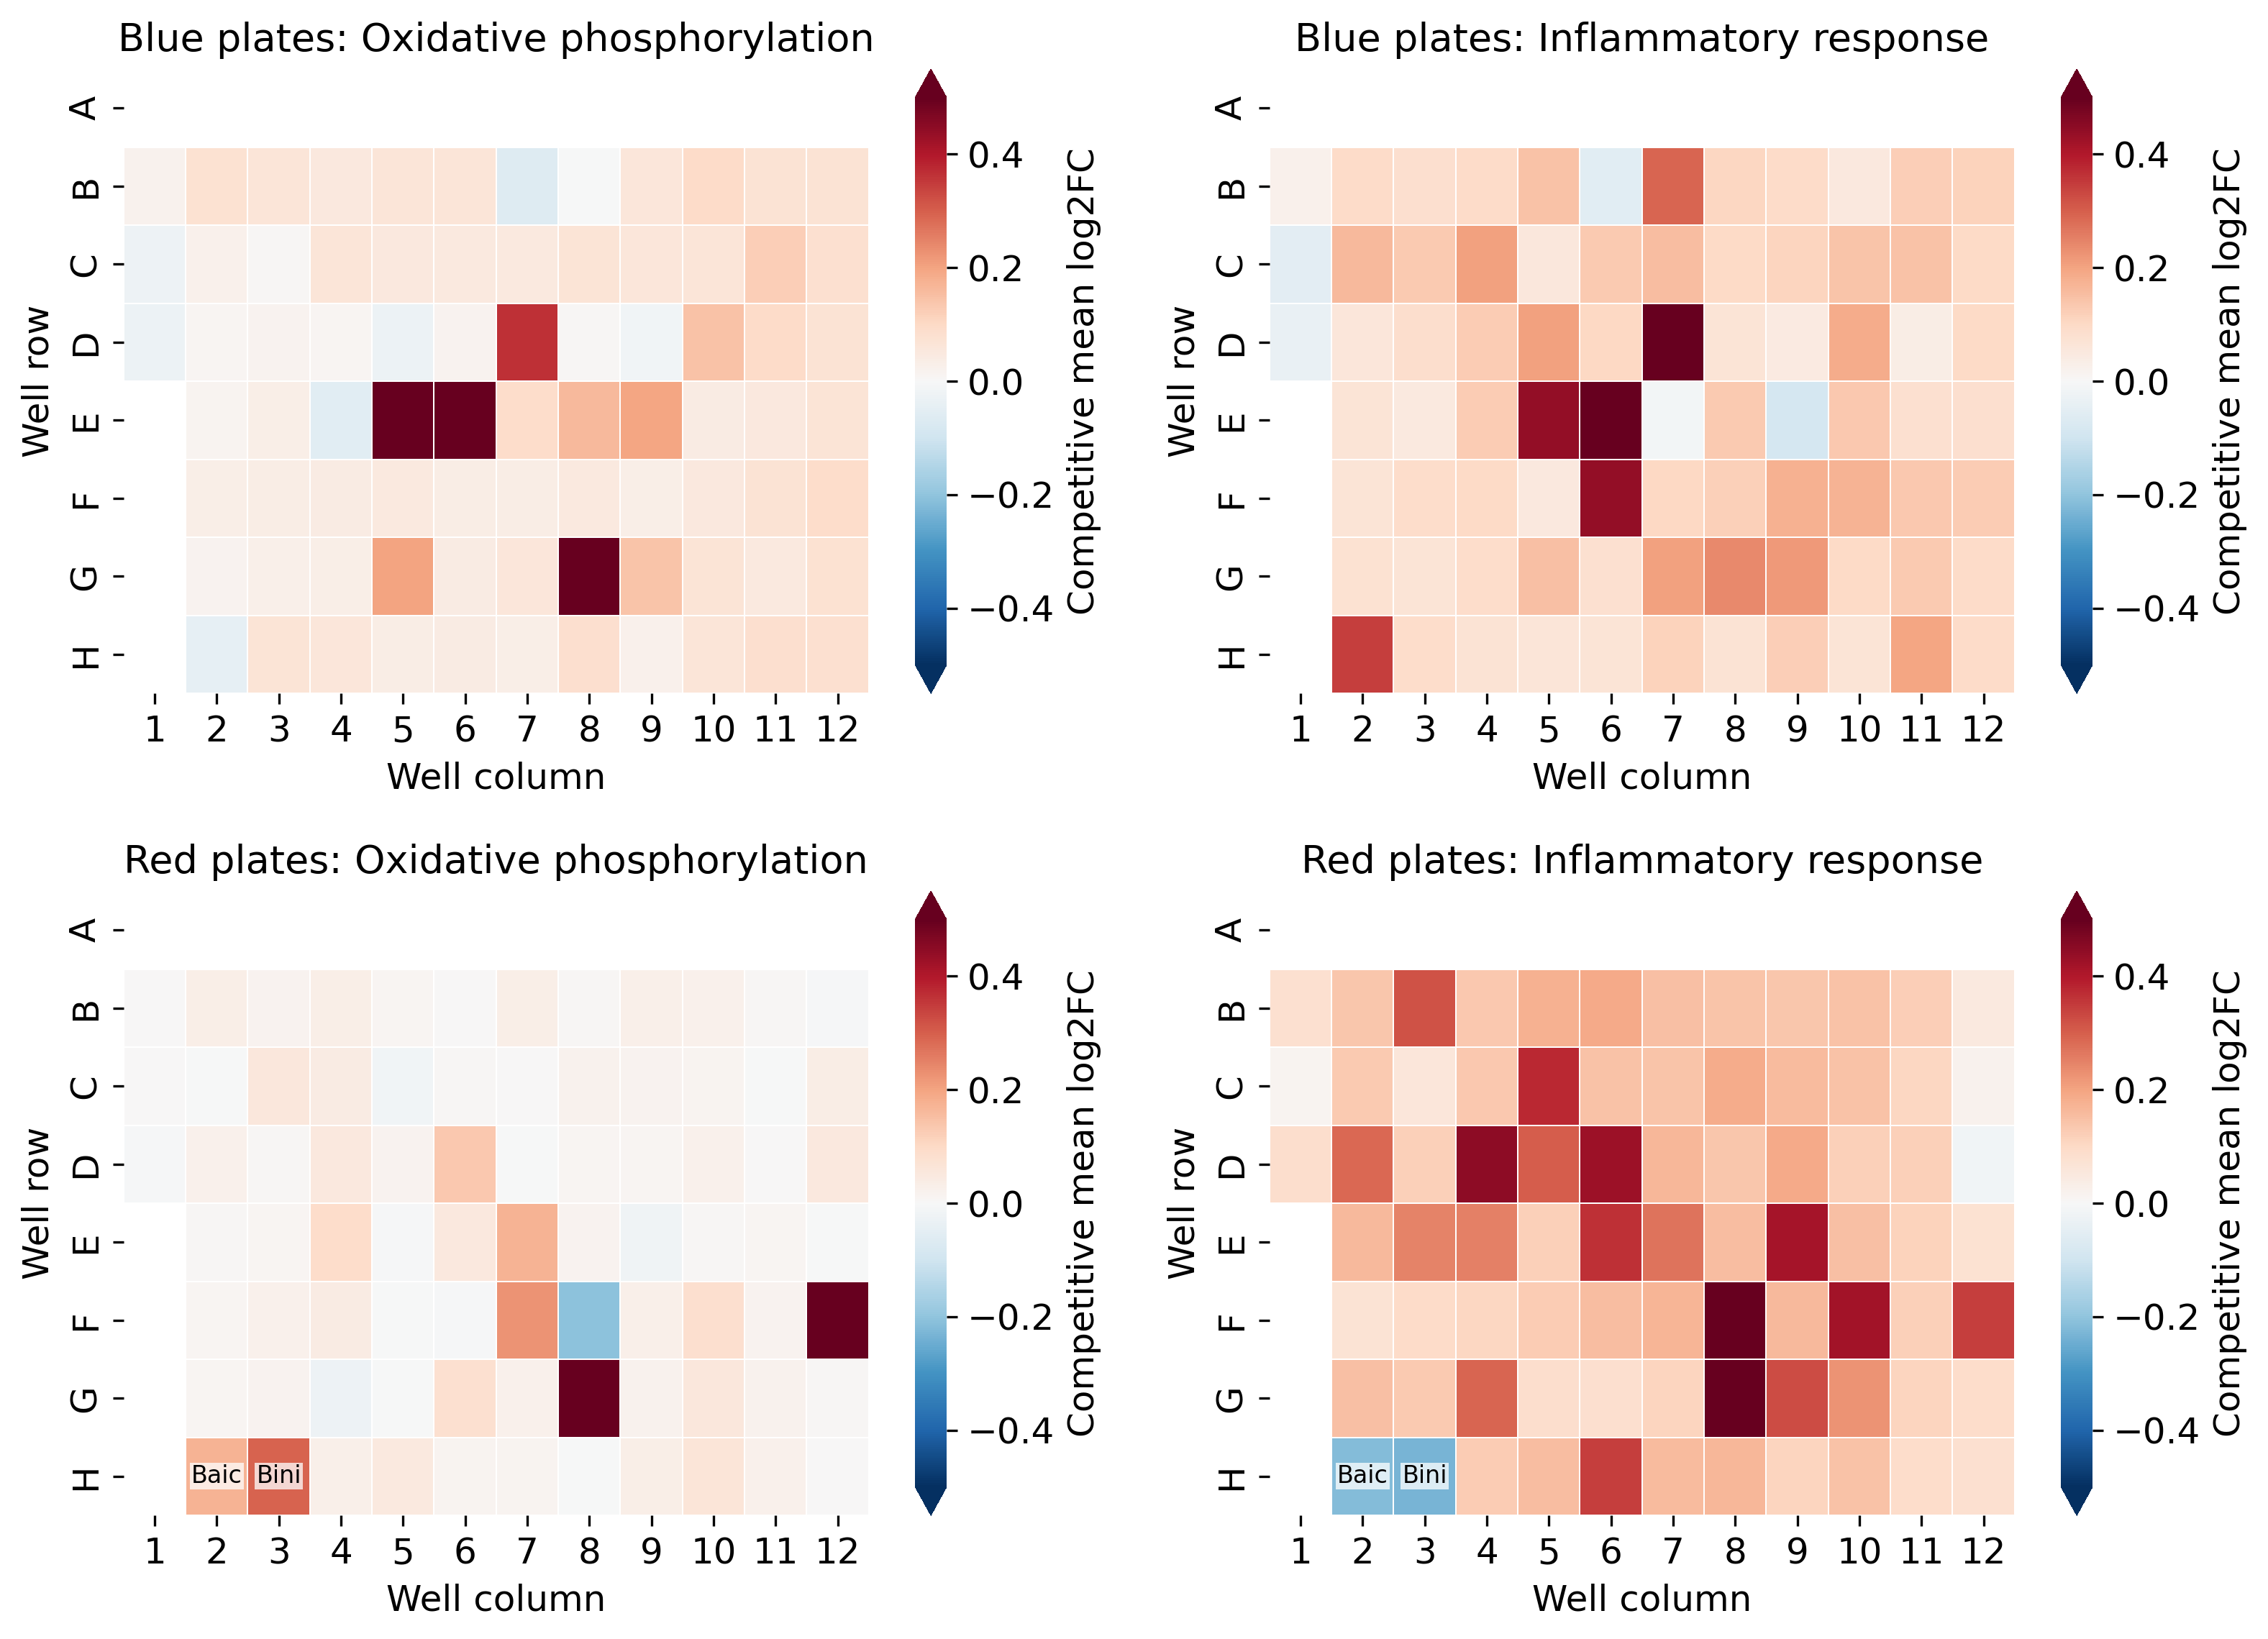 Blue plates: Oxidative phosphorylation
A
B
C
D
E
F
G
H
Well row
1 2 3 4 5 6 7 8 9 10 11 12
Well column
0.4
0.2
0.0
−0.2
−0.4
Competitive mean log2FC
Blue plates: Inflammatory response
A
B
C
D
E
F
G
H
Well row
1 2 3 4 5 6 7 8 9 10 11 12
Well column
0.4
0.2
0.0
−0.2
−0.4
Competitive mean log2FC
Red plates: Oxidative phosphorylation
A
B
C
D
E
F
G
H
Well row
Baic Bini
1 2 3 4 5 6 7 8 9 10 11 12
Well column
0.4
0.2
0.0
−0.2
−0.4
Competitive mean log2FC
Red plates: Inflammatory response
A
B
C
D
E
F
G
H
Well row
Baic Bini
1 2 3 4 5 6 7 8 9 10 11 12
Well column
0.4
0.2
0.0
−0.2
−0.4
Competitive mean log2FC